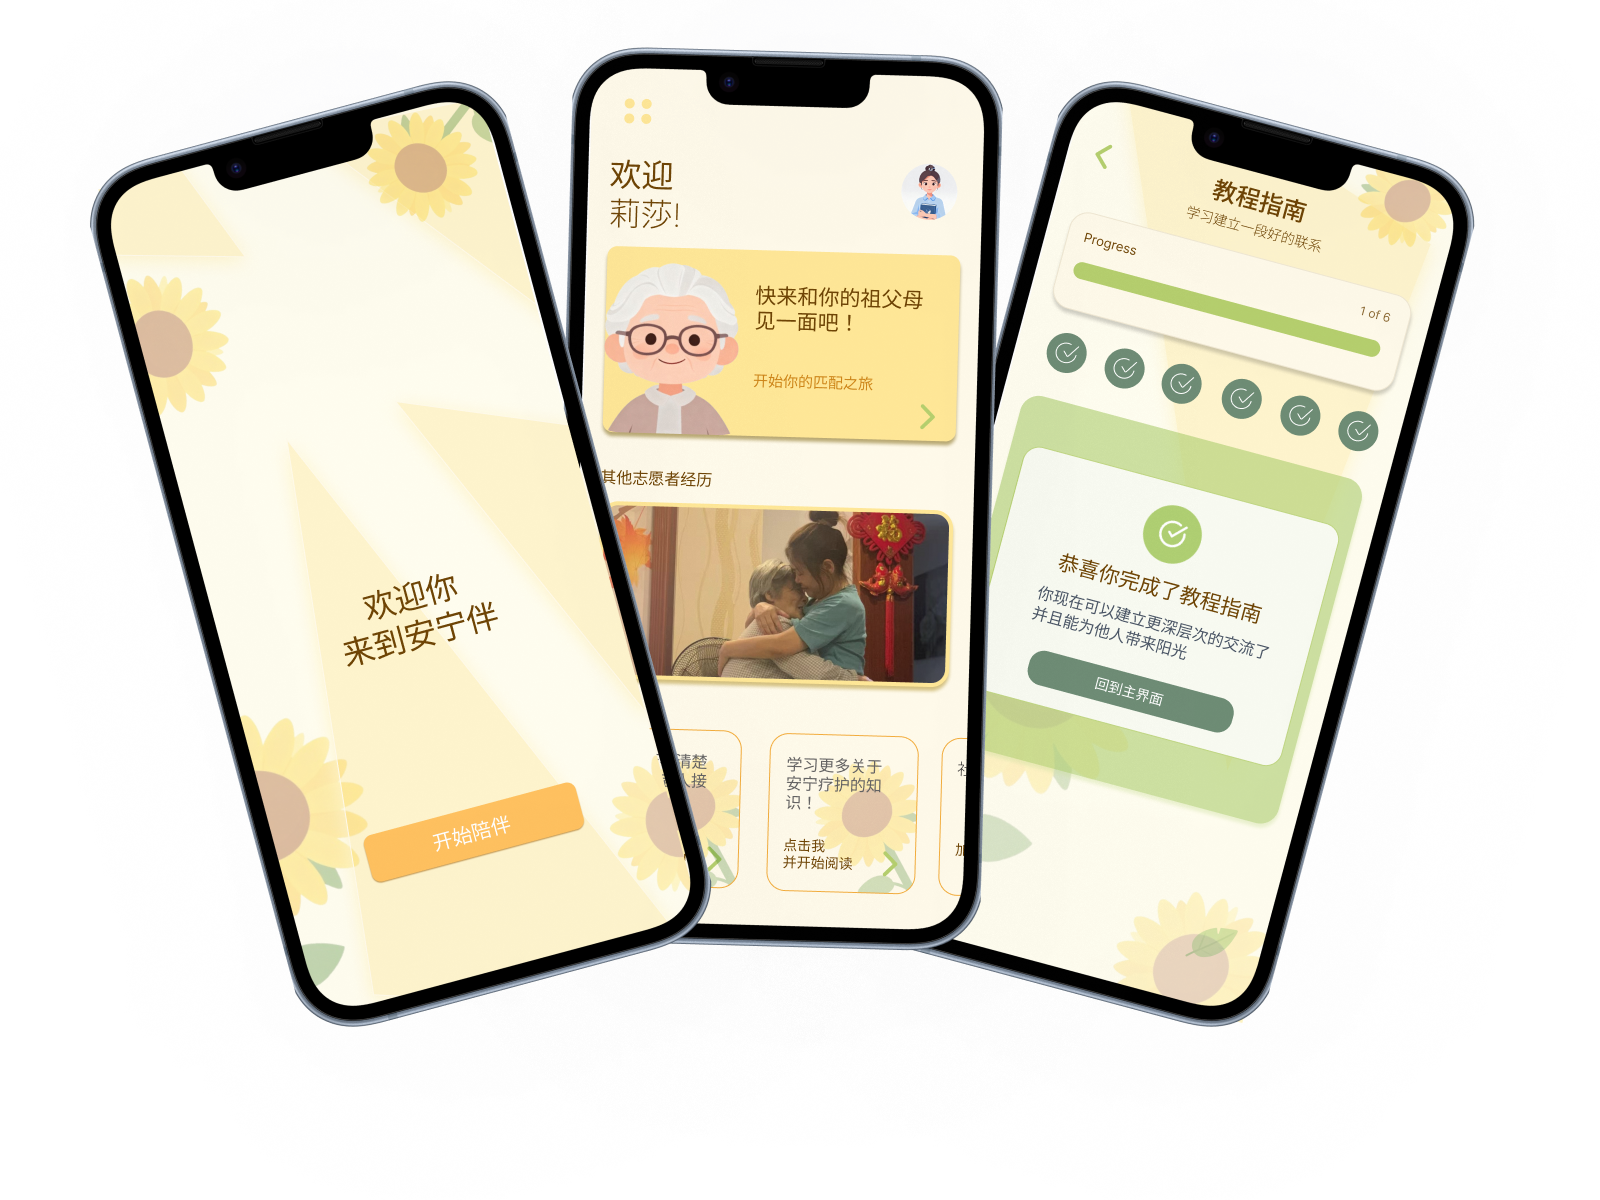 欢迎你
来到安宁伴
开始陪伴
欢迎
莉莎!
快来和你的祖父母
见一面吧！
开始你的匹配之旅
其他志愿者经历
清楚
人接
学习更多关于
安宁疗护的知
识！
点击我
并开始阅读
加
教程指南
学习建立一段好的联系
Progress
1 of 6
恭喜你完成了教程指南
你现在可以建立更深层次的交流了
并且能为他人带来阳光
回到主界面